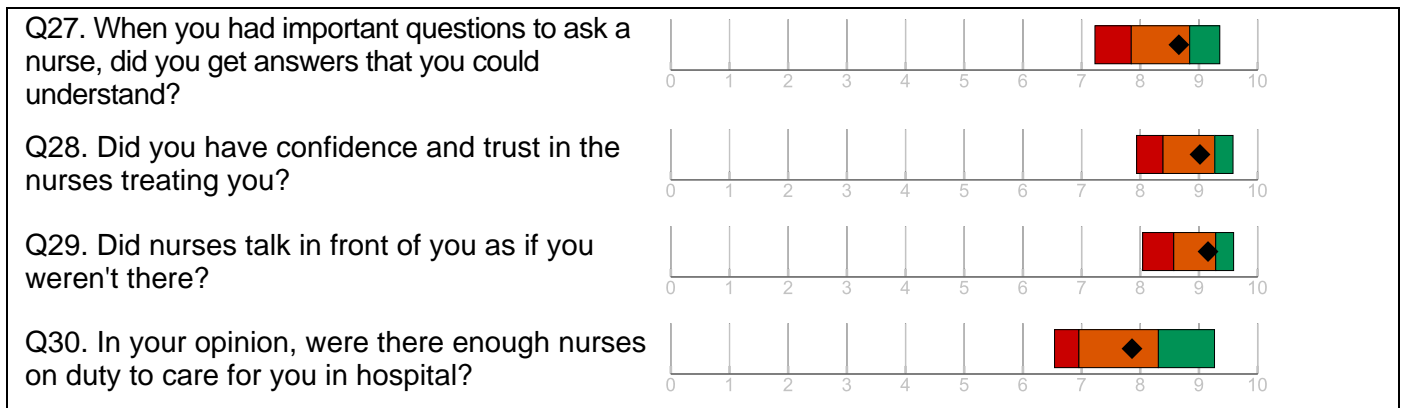 Q27. When you had important questions to ask a
nurse, did you get answers that you could
understand?
0 1 2 3 4 5 6 7 8 9 10
Q28. Did you have confidence and trust in the
nurses treating you?
0 1 2 3 4 5 6 7 8 9 10
Q29. Did nurses talk in front of you as if you
weren't there?
0 1 2 3 4 5 6 7 8 9 10
Q30. In your opinion, were there enough nurses
on duty to care for you in hospital?
0 1 2 3 4 5 6 7 8 9 10